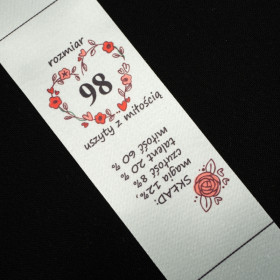 rozmiar
98
uszyty z miłością
SKŁAD:
magia 12%,
czułość 8%
talent 20 %
miłość 60 %